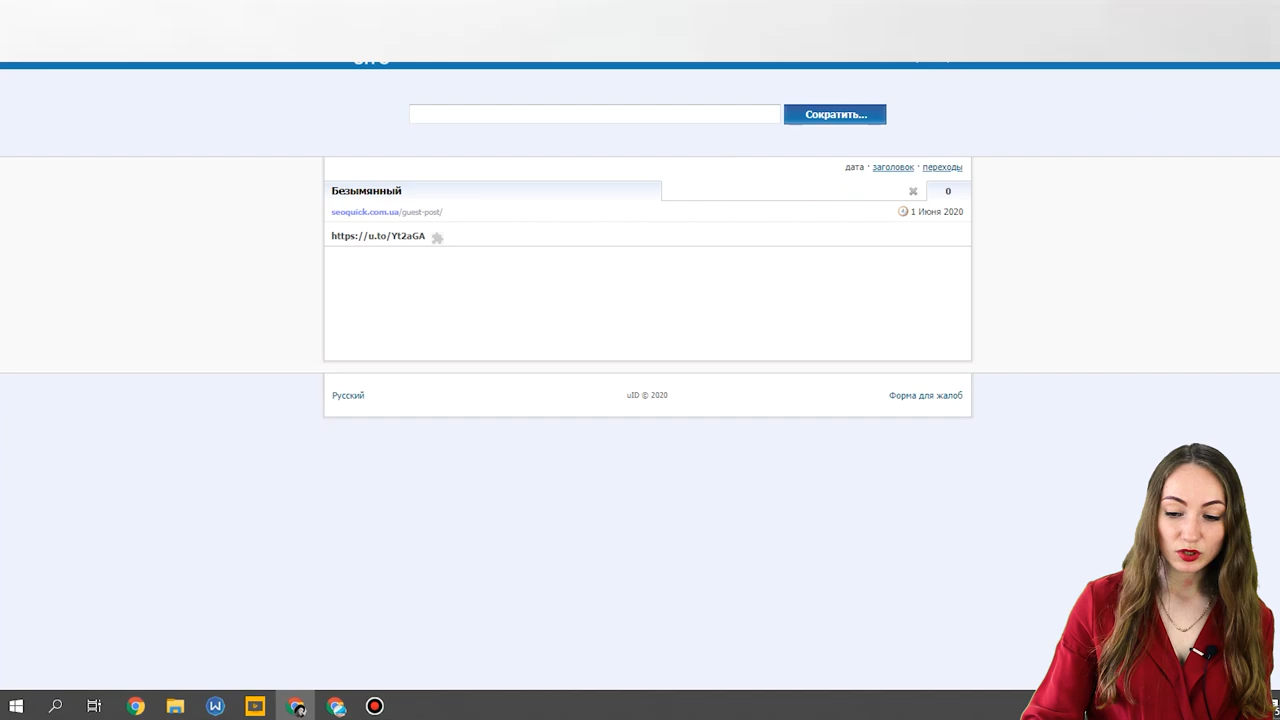 Сократить...
дата · заголовок · переходы
Безымянный 0
seoquick.com.ua/guest-post/ 1 Июня 2020
https://u.to/Yt2aGA
Русский uID © 2020 Форма для жалоб